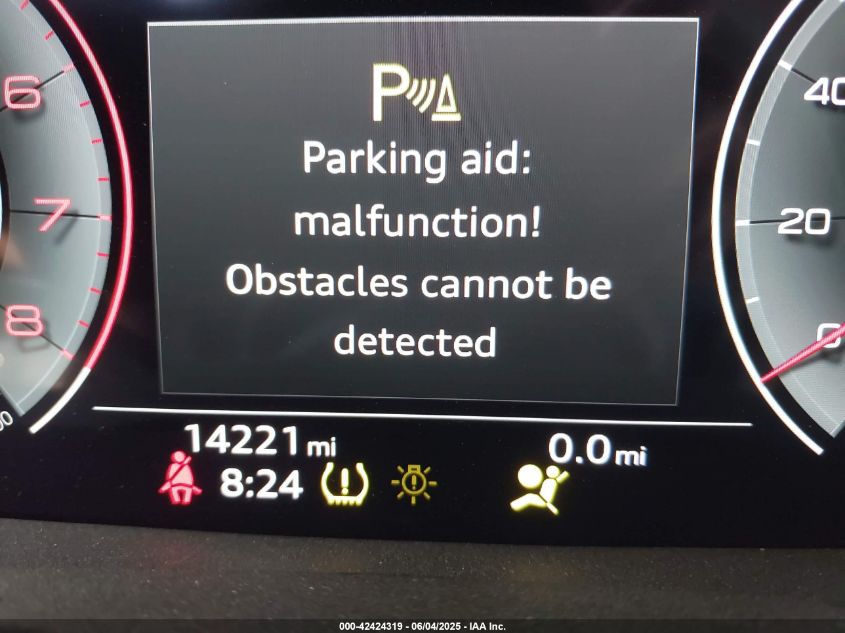 P
Parking aid:
malfunction!
Obstacles cannot be
detected
6
7
8
40
20
0
14221 mi
0.0 mi
8:24
000-42424319 - 06/04/2025 - IAA Inc.